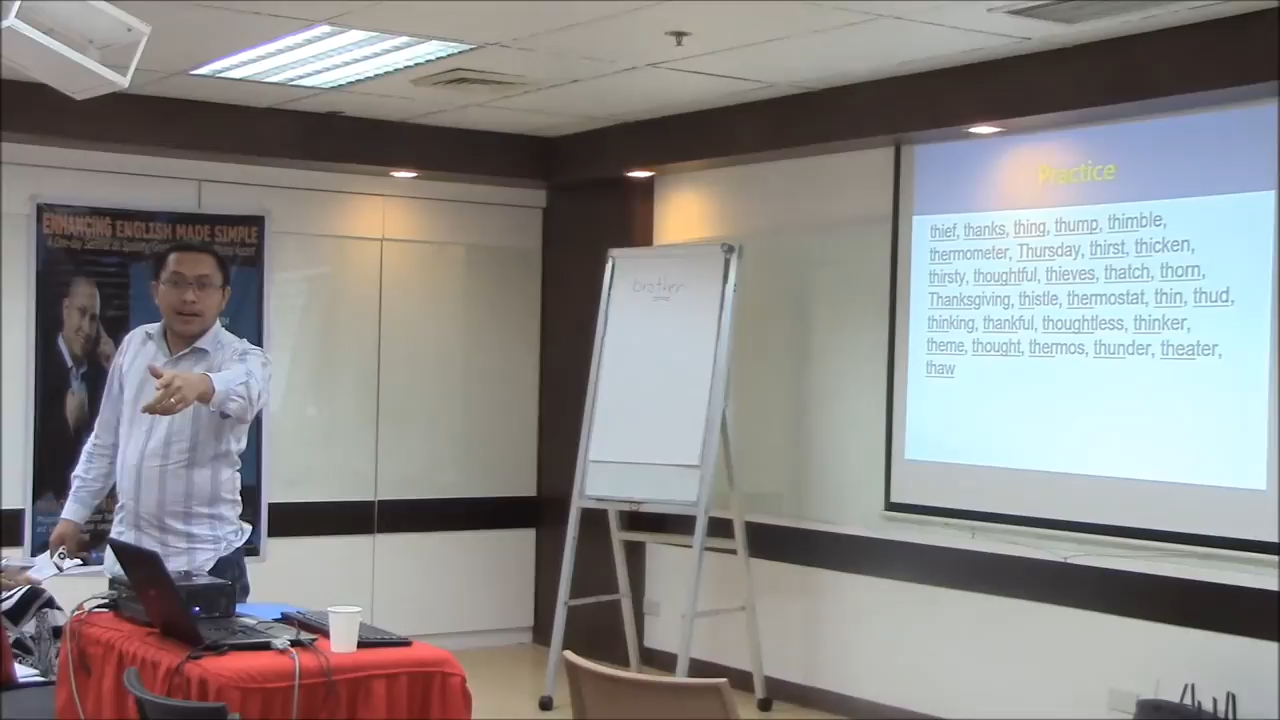 ENHANCING ENGLISH MADE SIMPLE
brother
Practice
thief, thanks, thing, thump, thimble,
thermometer, Thursday, thirst, thicken,
thirsty, thoughtful, thieves, thatch, thorn,
Thanksgiving, thistle, thermostat, thin, thud,
thinking, thankful, thoughtless, thinker,
theme, thought, thermos, thunder, theater,
thaw